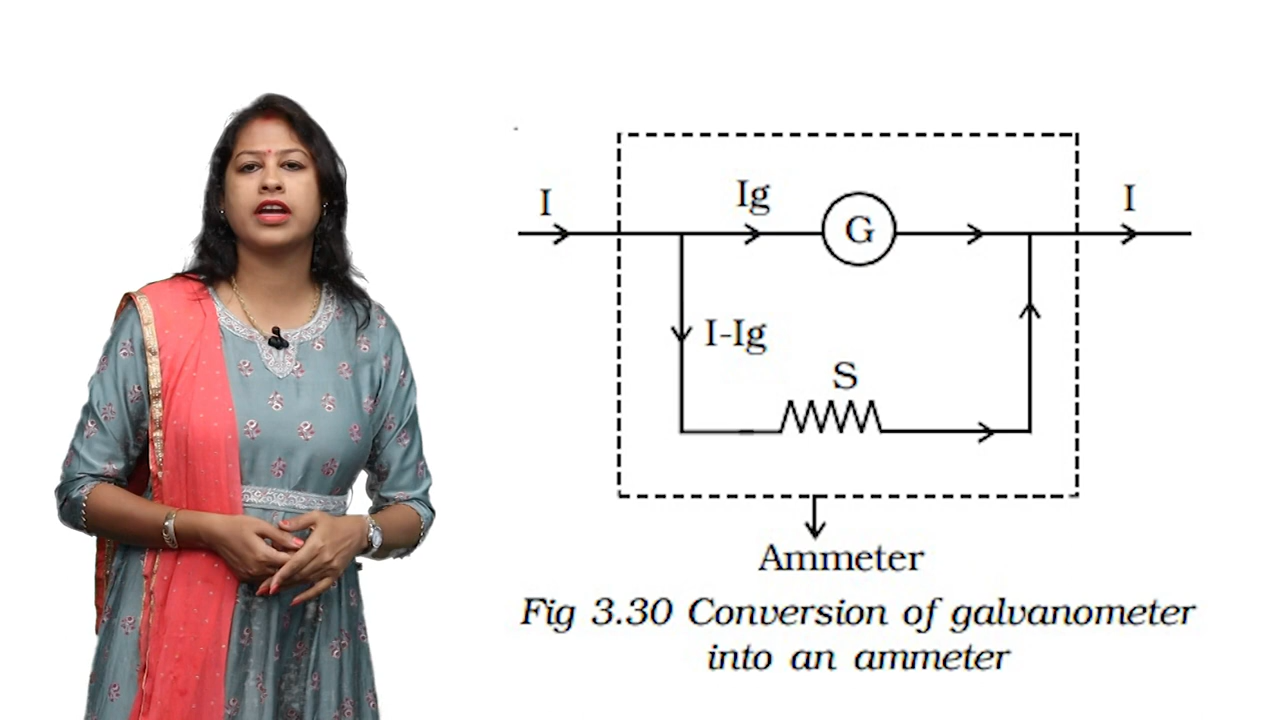 I
Ig
I
G
I-Ig
S
Ammeter
Fig 3.30 Conversion of galvanometer
into an ammeter